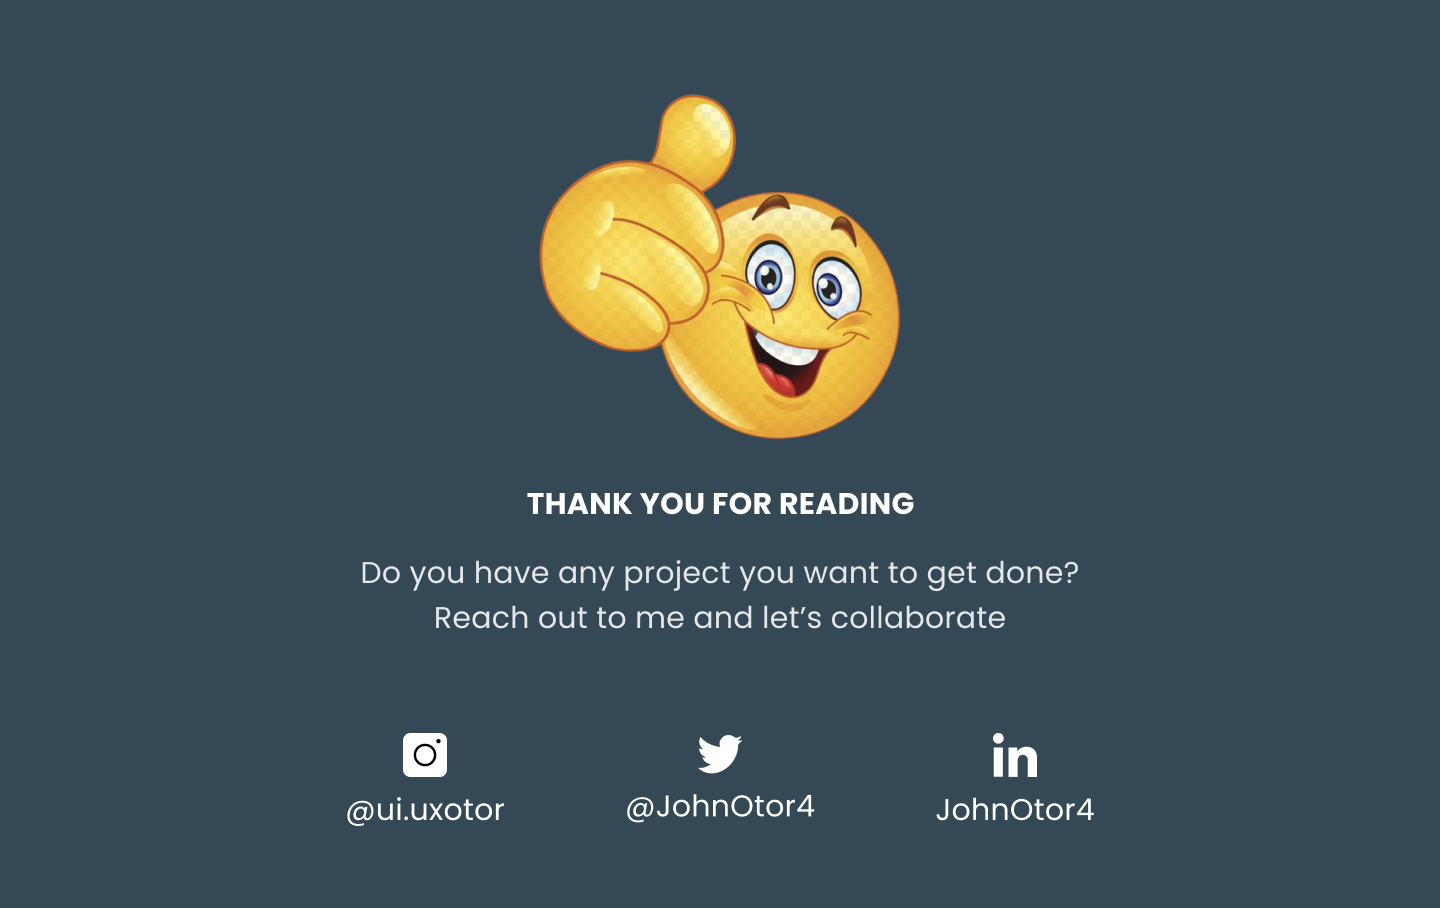 THANK YOU FOR READING
Do you have any project you want to get done?
Reach out to me and let’s collaborate
in
@ui.uxotor
@JohnOtor4
JohnOtor4